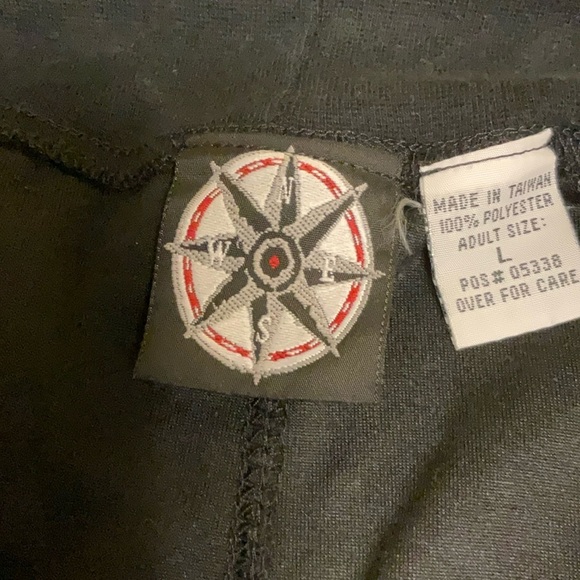 N
W E
S
MADE IN TAIWAN
100% POLYESTER
ADULT SIZE:
L
POS# 05338
OVER FOR CARE